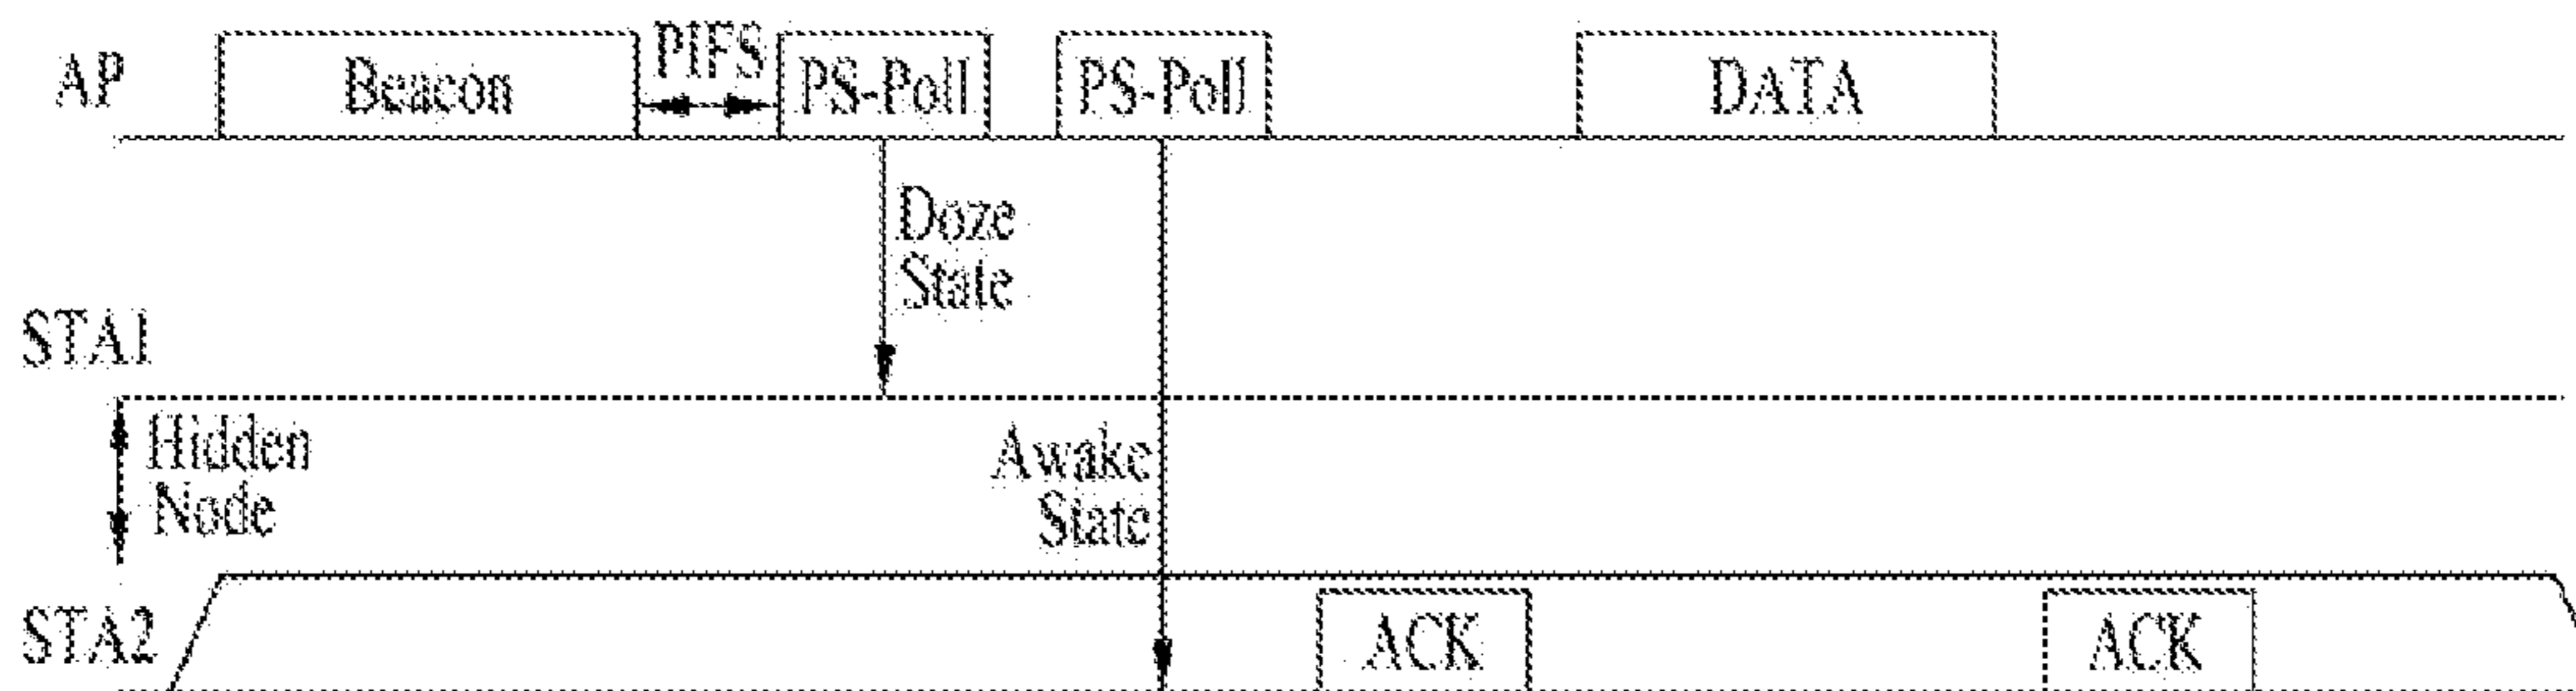 AP Beacon PIFS PS-Poll PS-Poll DATA
Doze
State
STA1
Hidden
Node
Awake
State
STA2 ACK ACK